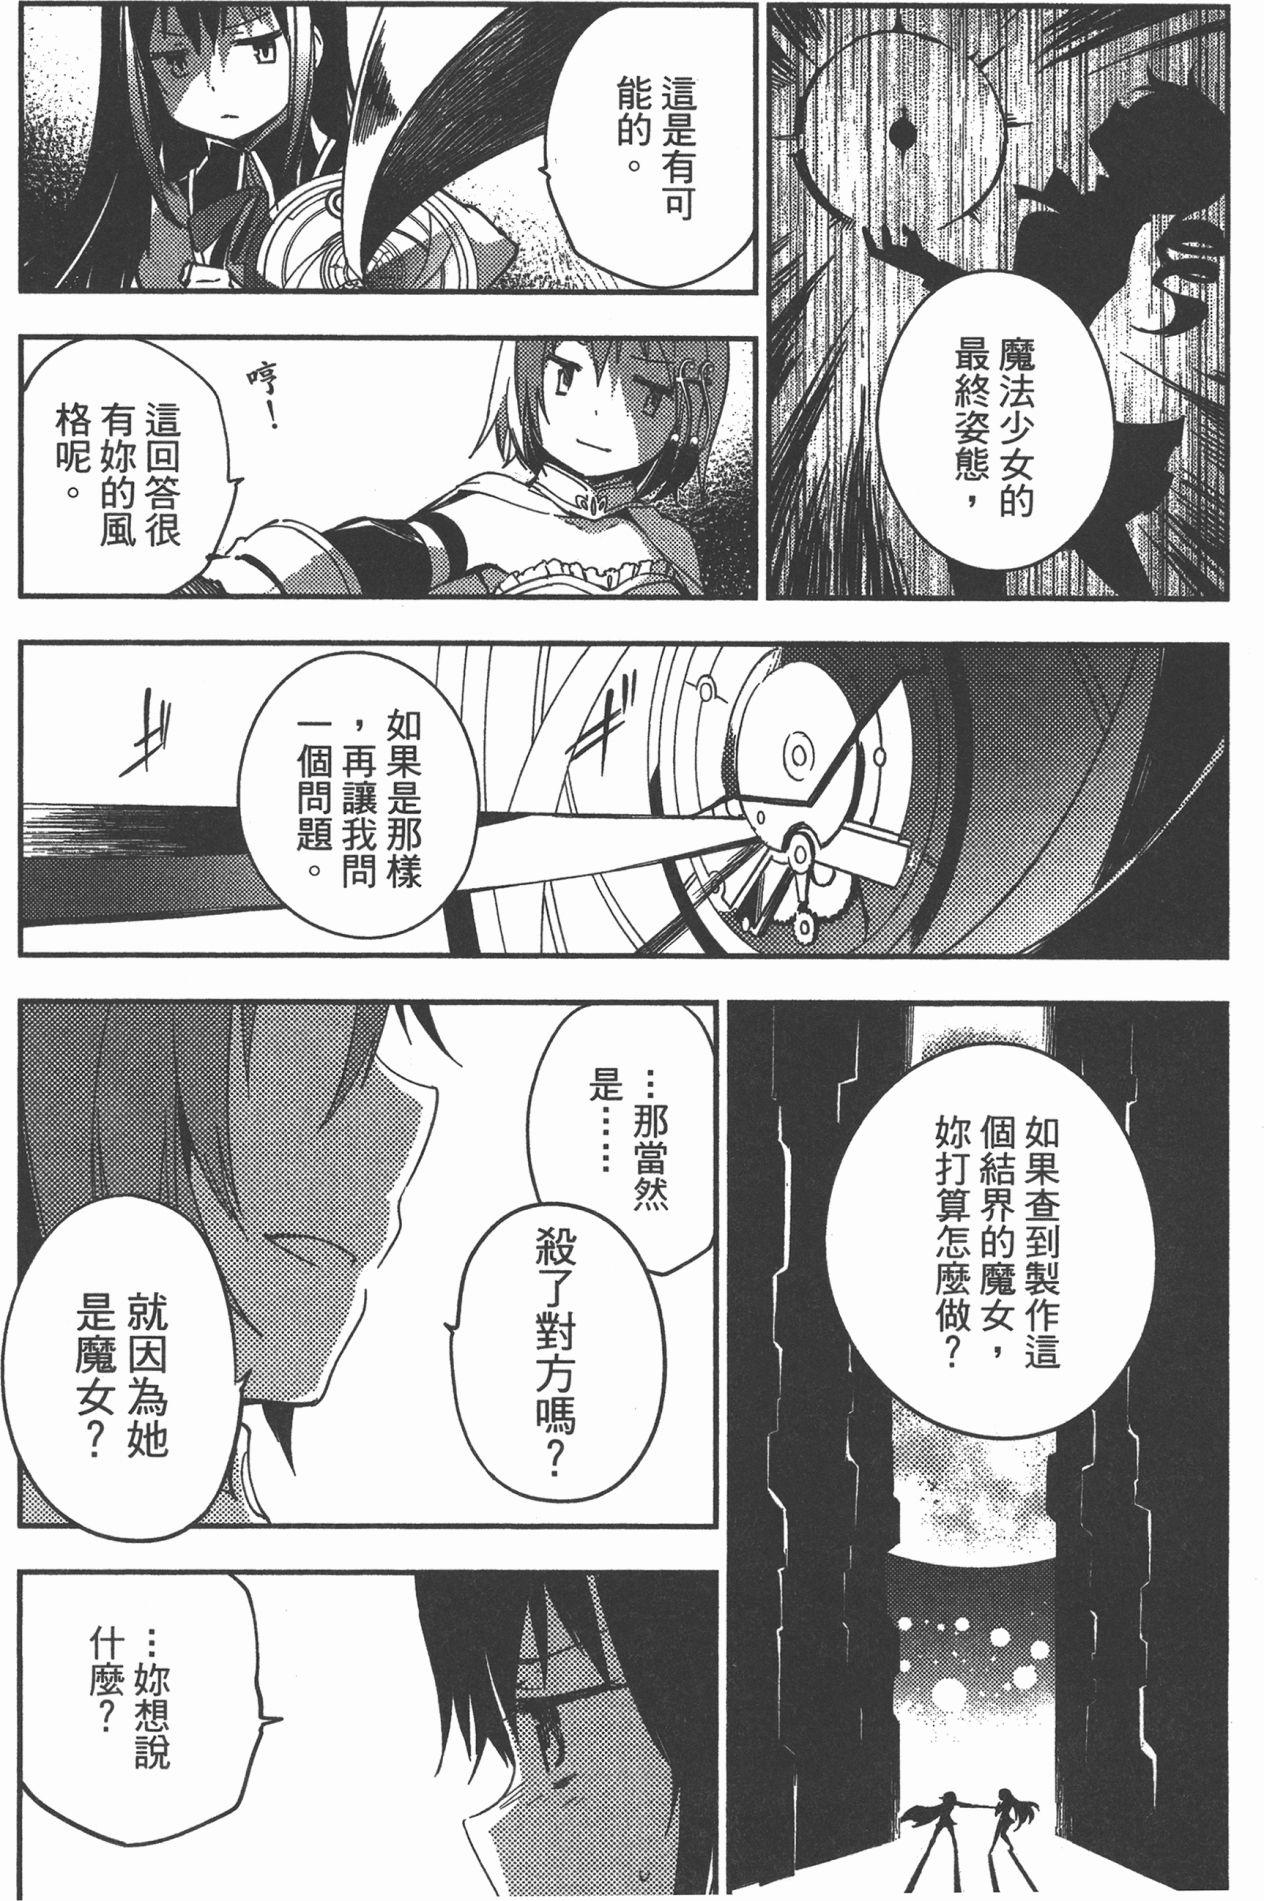 魔法少女的
最終姿態，
這是有可
能的。
哼！
這回答很
有妳的風
格呢。
如果是那樣
，再讓我問
一個問題。
如果查到製作這
個結界的魔女，
妳打算怎麼做？
…那當然
是……
殺了對方嗎？
就因為她
是魔女？
…妳想說
什麼？